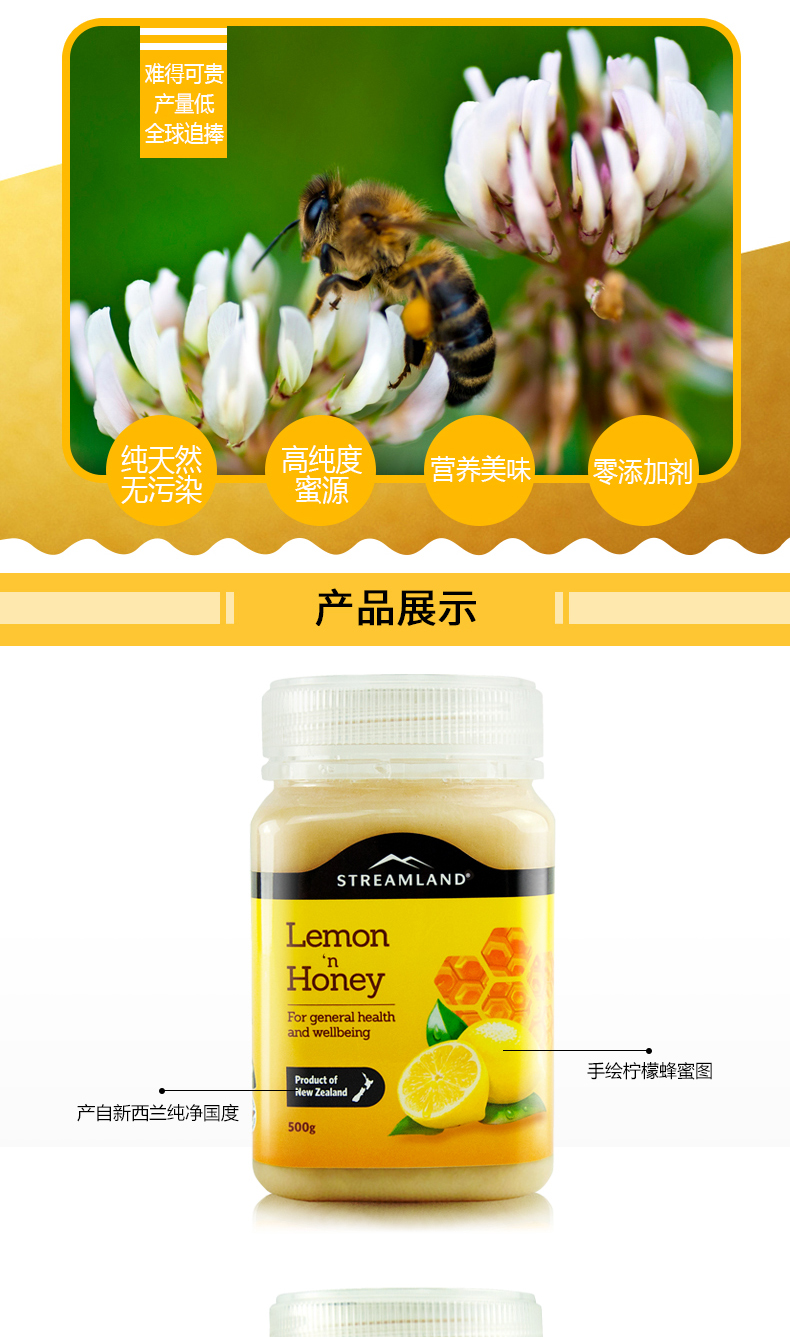 难得可贵
产量低
全球追捧
纯天然
无污染
高纯度
蜜源
营养美味
零添加剂
产品展示
STREAMLAND®
Lemon
'n
Honey
For general health
and wellbeing
手绘柠檬蜂蜜图
Product of
New Zealand
产自新西兰纯净国度
500g